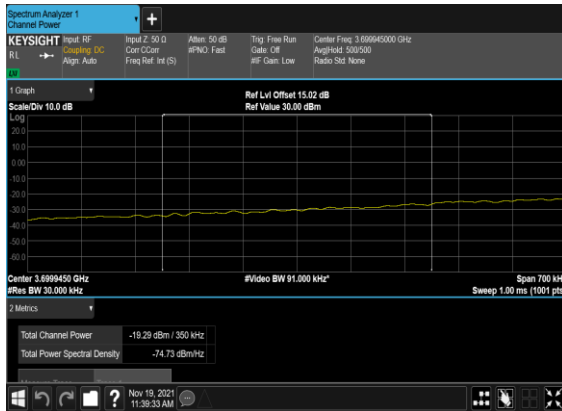 Spectrum Analyzer 1
Channel Power
KEYSIGHT
RL
Input: RF
Coupling: DC
Align: Auto
Input Z: 50 Ω
Corr CCorr
Freq Ref: Int (S)
Atten: 50 dB
#PNO: Fast
Trig: Free Run
Gate: Off
#IF Gain: Low
Center Freq: 3.699945000 GHz
Avg|Hold: 500/500
Radio Std: None
1 Graph
Scale/Div 10.0 dB
Ref Lvl Offset 15.02 dB
Ref Value 30.00 dBm
Log
20.0
10.0
0.00
-10.0
-20.0
-30.0
-40.0
-50.0
-60.0
Center 3.6999450 GHz
#Res BW 30.000 kHz
#Video BW 91.000 kHz*
Span 700 kH
Sweep 1.00 ms (1001 pts
2 Metrics
Total Channel Power -19.29 dBm / 350 kHz
Total Power Spectral Density -74.73 dBm/Hz
?
Nov 19, 2021
11:39:33 AM